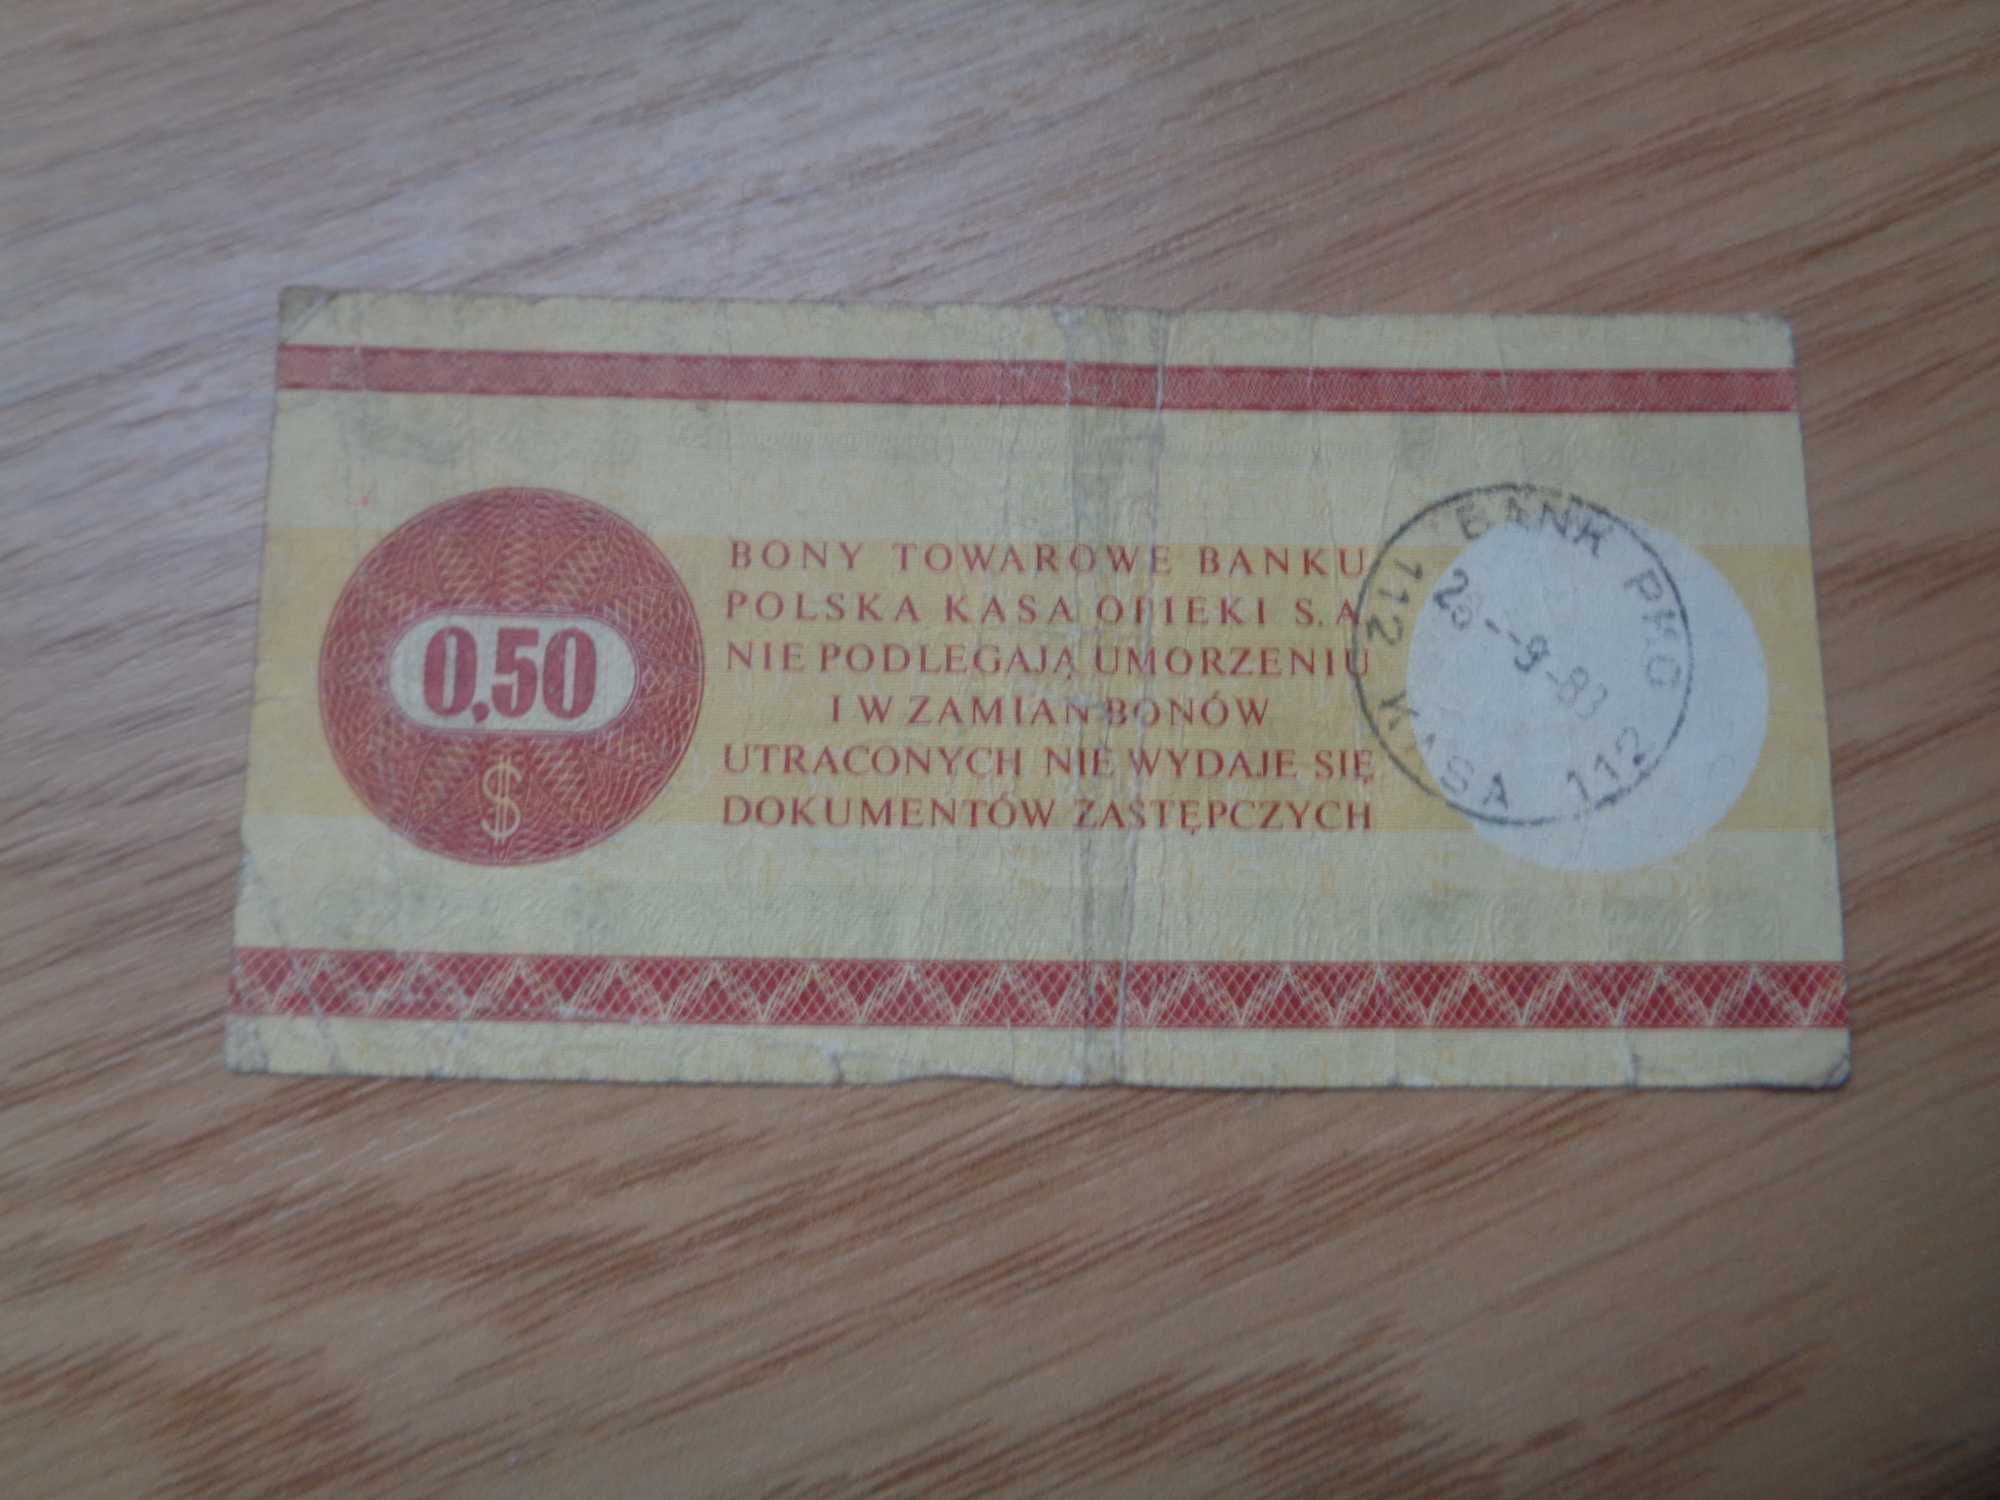 0,50
$
BONY TOWAROWE BANKU
POLSKA KASA OPIEKI S.A
NIE PODLEGAJĄ UMORZENIU
I W ZAMIAN BONÓW
UTRACONYCH NIE WYDAJE SIĘ
DOKUMENTÓW ZASTĘPCZYCH
BANK PKO
112 KASA 112